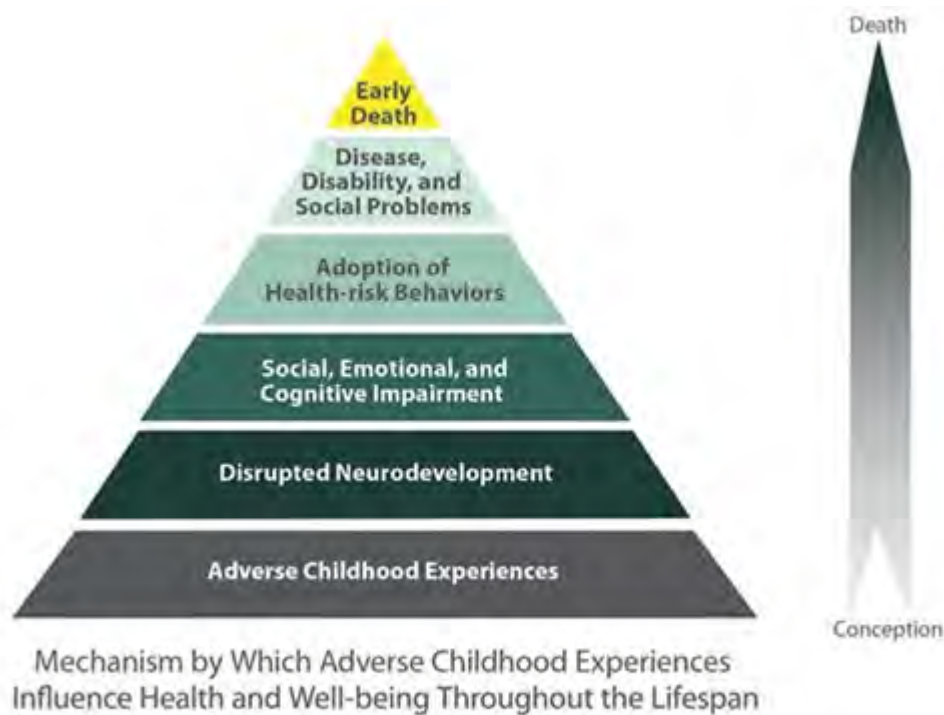 Death
Early
Death
Disease,
Disability, and
Social Problems
Adoption of
Health-risk Behaviors
Social, Emotional, and
Cognitive Impairment
Disrupted Neurodevelopment
Adverse Childhood Experiences
Conception
Mechanism by Which Adverse Childhood Experiences
Influence Health and Well-being Throughout the Lifespan